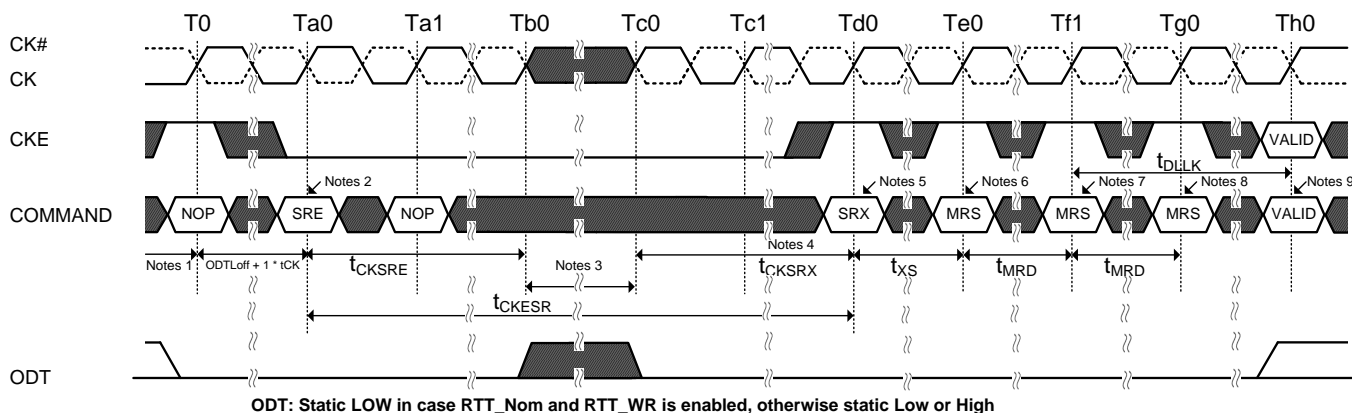 T0 Ta0 Ta1 Tb0 Tc0 Tc1 Td0 Te0 Tf1 Tg0 Th0
CK#
CK
CKE
VALID
tDLLK
Notes 2 Notes 5 Notes 6 Notes 7 Notes 8 Notes 9
COMMAND
NOP SRE NOP SRX MRS MRS MRS VALID
Notes 1 ODTLoff + 1 * tCK tCKSRE Notes 3 Notes 4 tCKSRX tXS tMRD tMRD
tCKESR
ODT
ODT: Static LOW in case RTT_Nom and RTT_WR is enabled, otherwise static Low or High